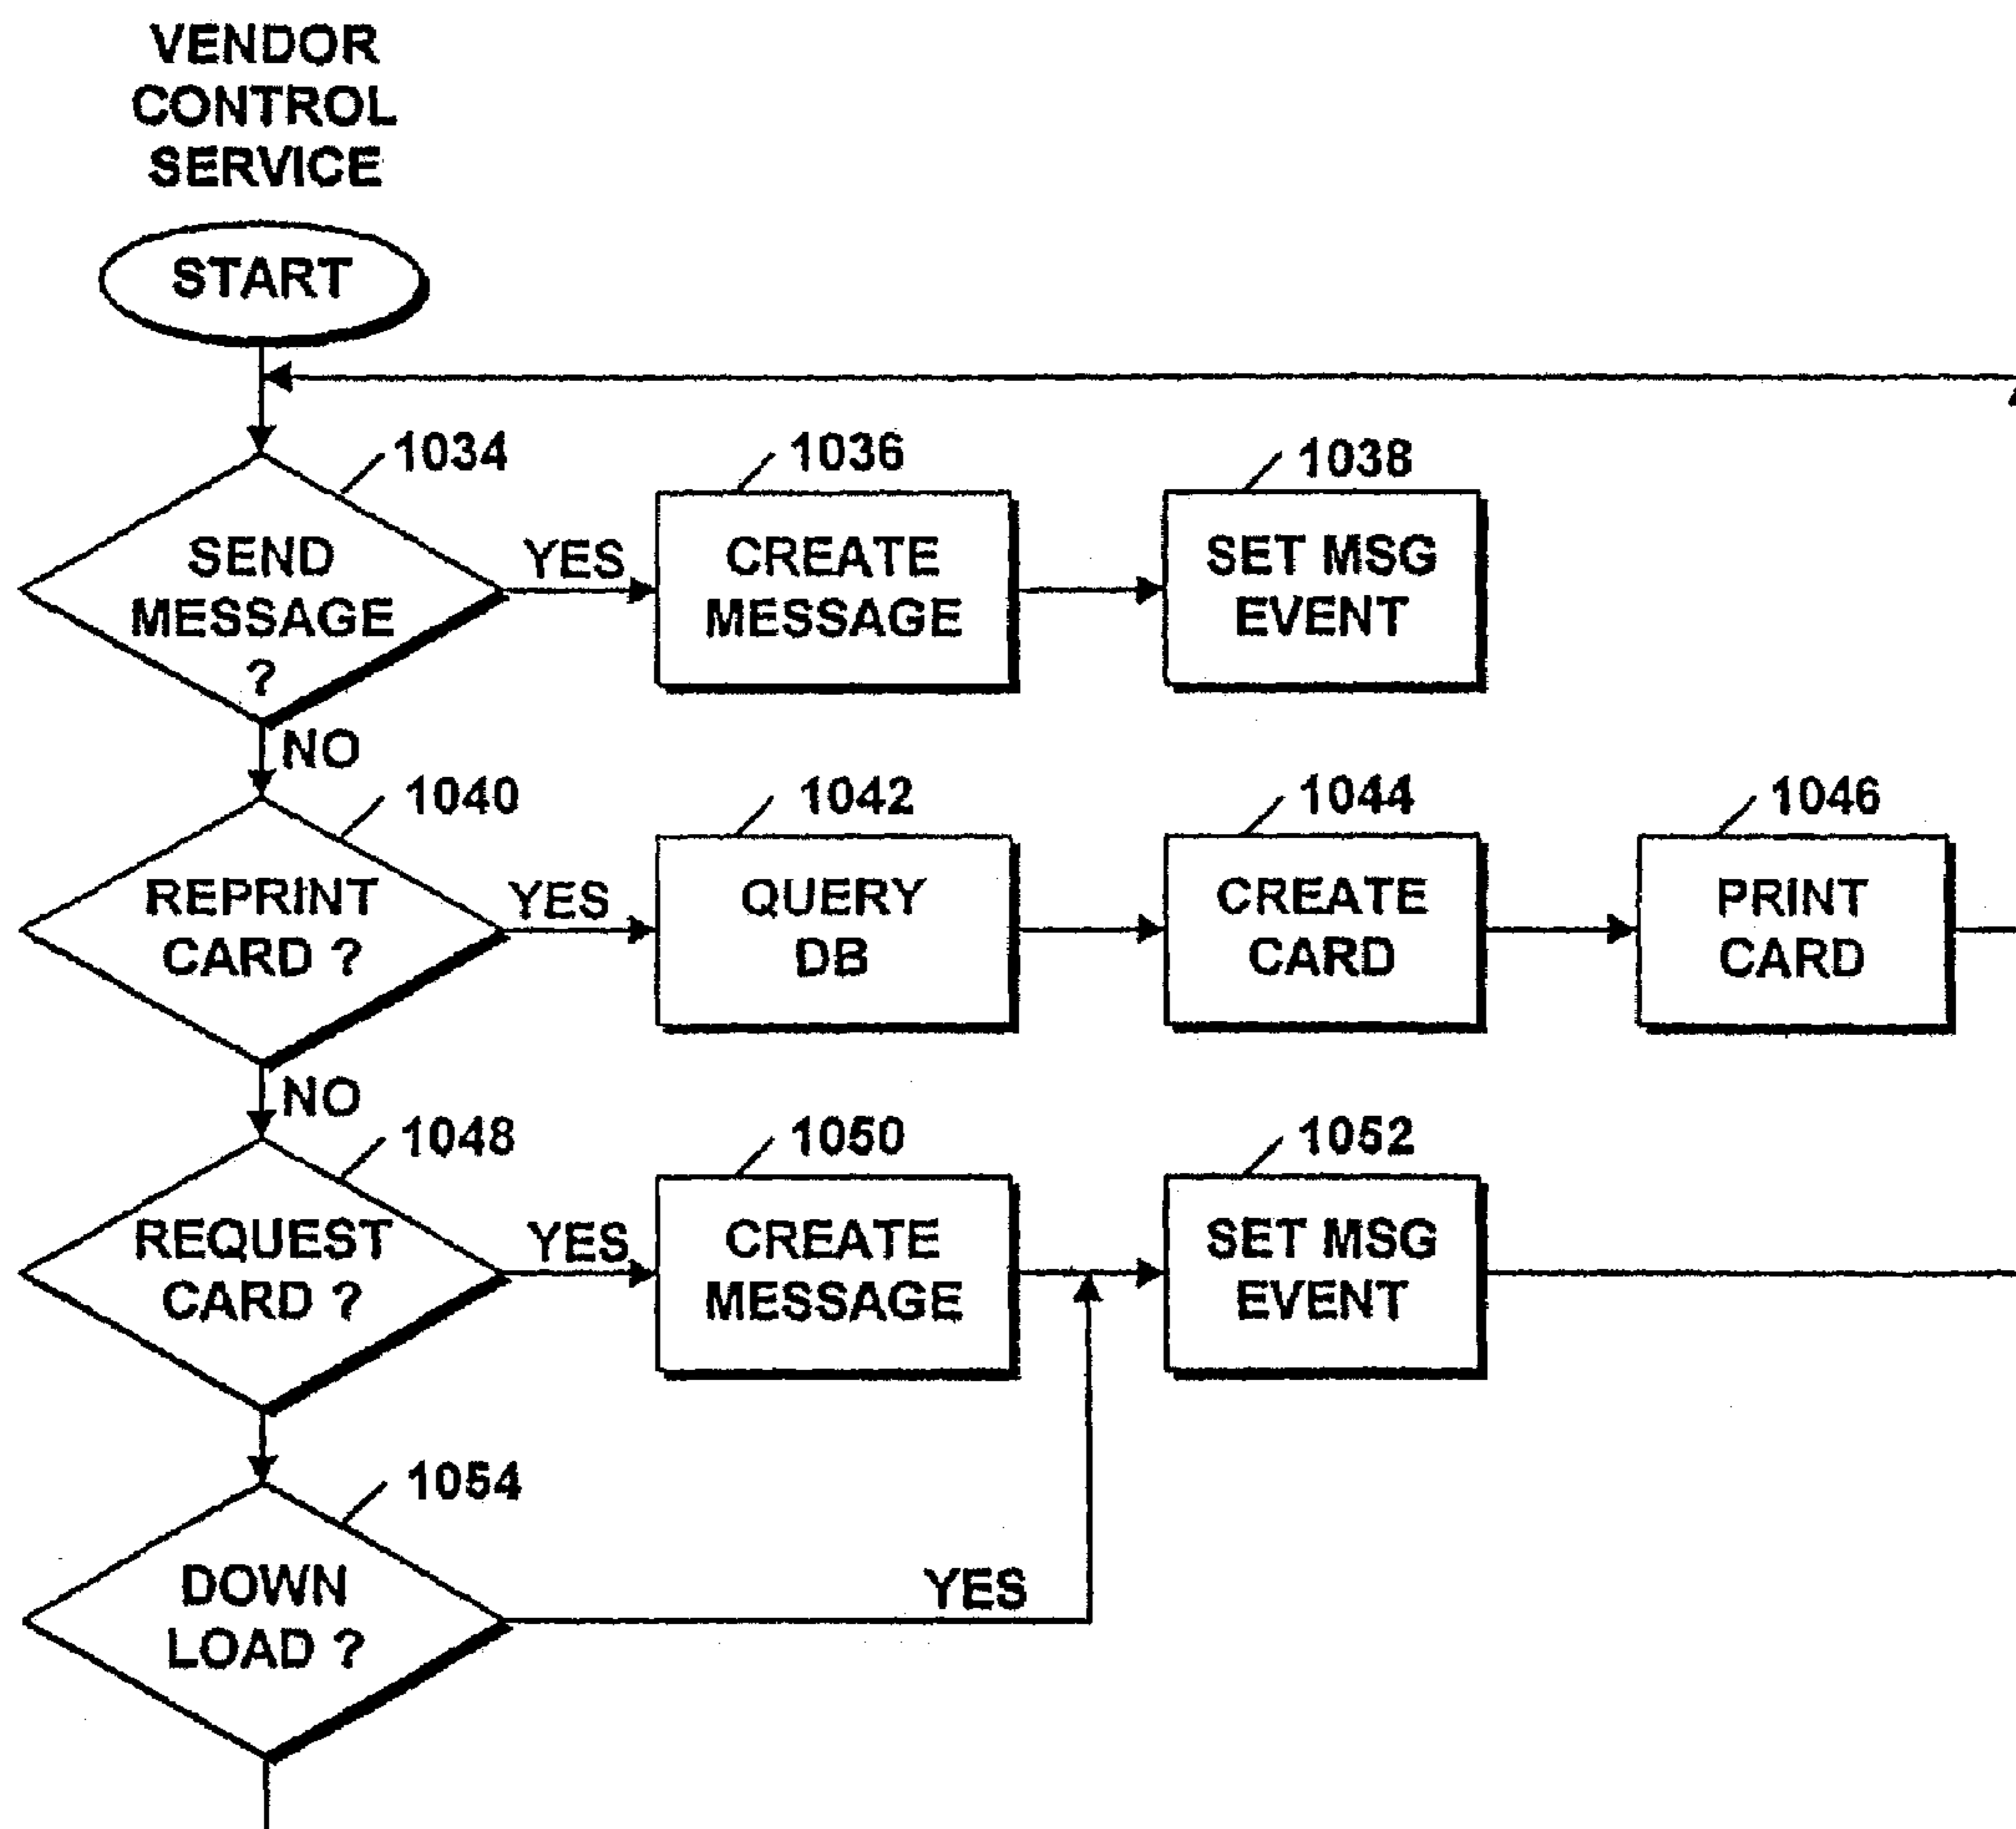 VENDOR
CONTROL
SERVICE
START
1034
SEND
MESSAGE
?
YES
1036
CREATE
MESSAGE
1038
SET MSG
EVENT
NO
1040
REPRINT
CARD ?
YES
1042
QUERY
DB
1044
CREATE
CARD
1046
PRINT
CARD
NO
1048
REQUEST
CARD ?
YES
1050
CREATE
MESSAGE
1052
SET MSG
EVENT
1054
DOWN
LOAD ?
YES